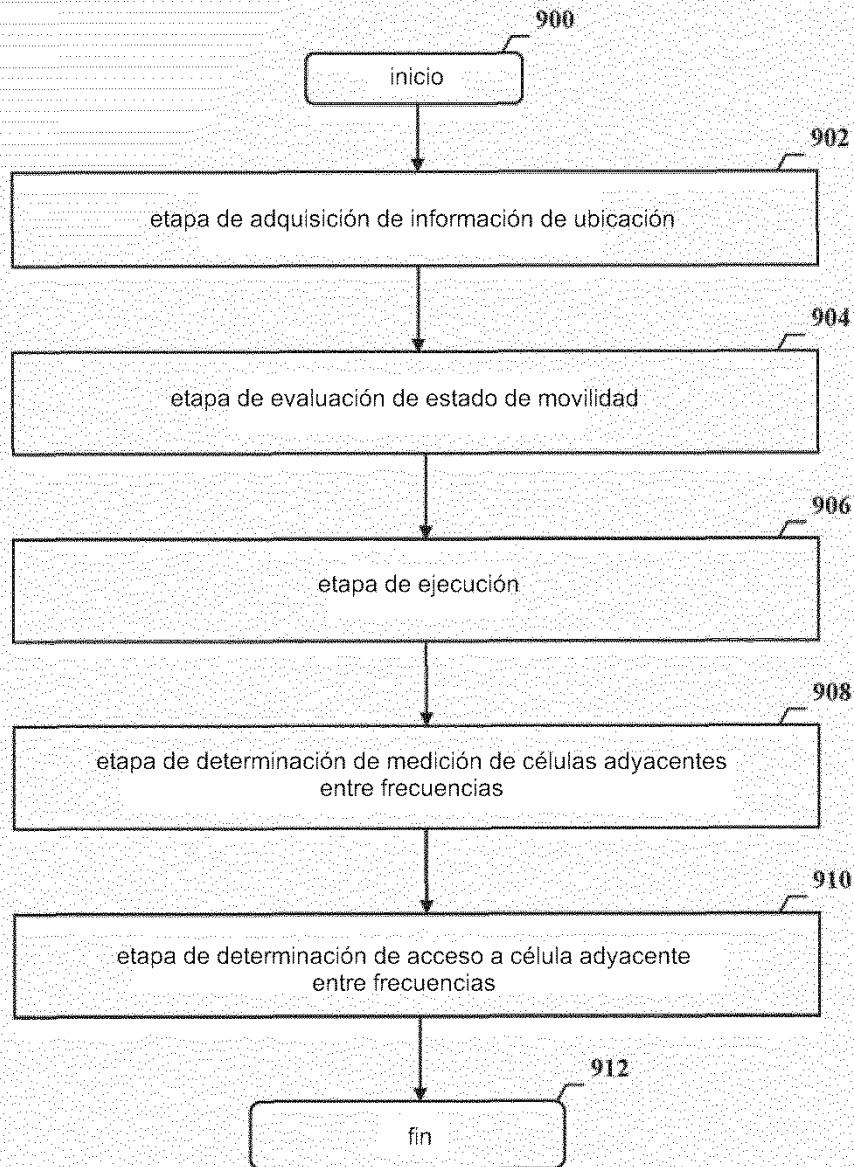 900
inicio
902
etapa de adquisición de información de ubicación
904
etapa de evaluación de estado de movilidad
906
etapa de ejecución
908
etapa de determinación de medición de células adyacentes
entre frecuencias
910
etapa de determinación de acceso a célula adyacente
entre frecuencias
912
fin